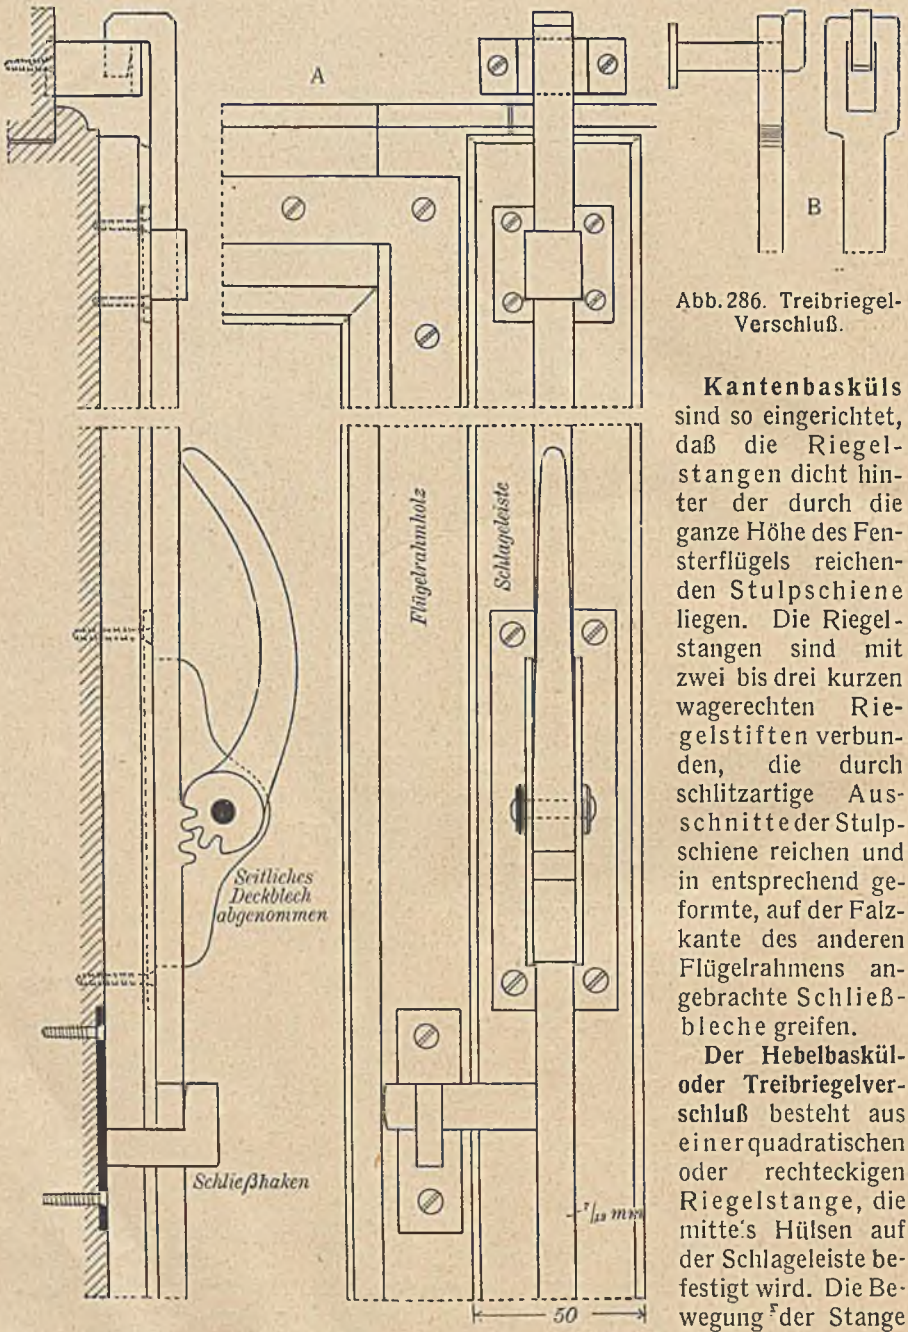 A
B
Abb. 286. Treibriegel-
Verschluß.
Flügelrahmholz
Schlageleiste
Seitliches
Deckblech
abgenommen
Schließhaken
7/13 mm
50
Kantenbasküls
sind so eingerichtet,
daß die Riegel-
stangen dicht hin-
ter der durch die
ganze Höhe des Fen-
sterflügels reichen-
den Stulpschiene
liegen. Die Riegel-
stangen sind mit
zwei bis drei kurzen
wagerechten Rie-
gelstiften verbun-
den, die durch
schlitzartige Aus-
schnitte der Stulp-
schiene reichen und
in entsprechend ge-
formte, auf der Falz-
kante des anderen
Flügelrahmens an-
gebrachte Schließ-
bleche greifen.
Der Hebelbaskül-
oder Treibriegelver-
schluß besteht aus
einer quadratischen
oder rechteckigen
Riegelstange, die
mittels Hülsen auf
der Schlageleiste be-
festigt wird. Die Be-
wegung der Stange